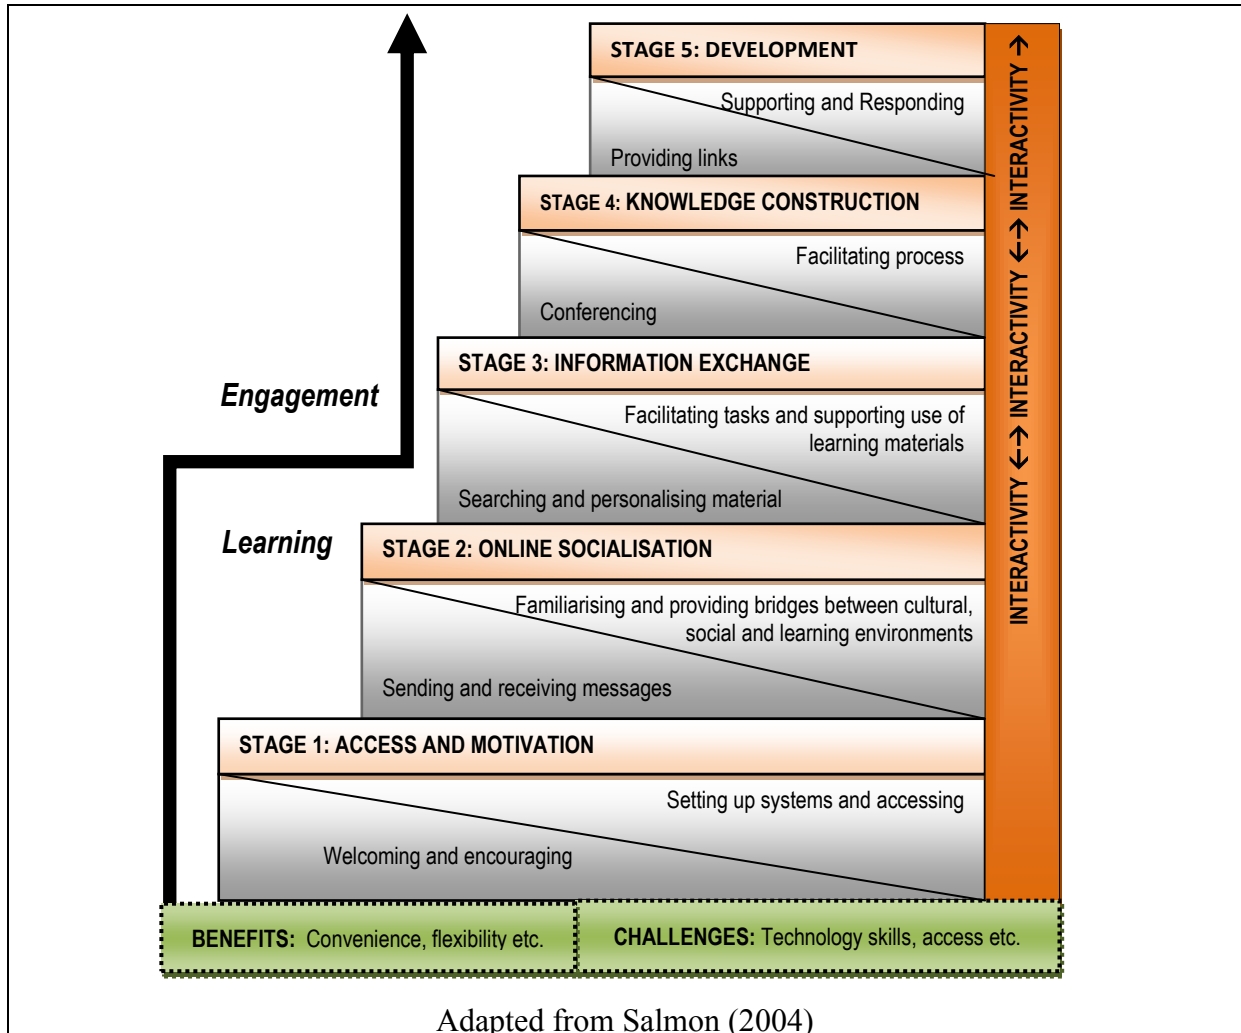 STAGE 5: DEVELOPMENT
Supporting and Responding
Providing links
STAGE 4: KNOWLEDGE CONSTRUCTION
Facilitating process
Conferencing
STAGE 3: INFORMATION EXCHANGE
Facilitating tasks and supporting use of
learning materials
Searching and personalising material
STAGE 2: ONLINE SOCIALISATION
Familiarising and providing bridges between cultural,
social and learning environments
Sending and receiving messages
STAGE 1: ACCESS AND MOTIVATION
Setting up systems and accessing
Welcoming and encouraging
Engagement
Learning
INTERACTIVITY ←→ INTERACTIVITY ←→ INTERACTIVITY →
BENEFITS: Convenience, flexibility etc.
CHALLENGES: Technology skills, access etc.
Adapted from Salmon (2004)